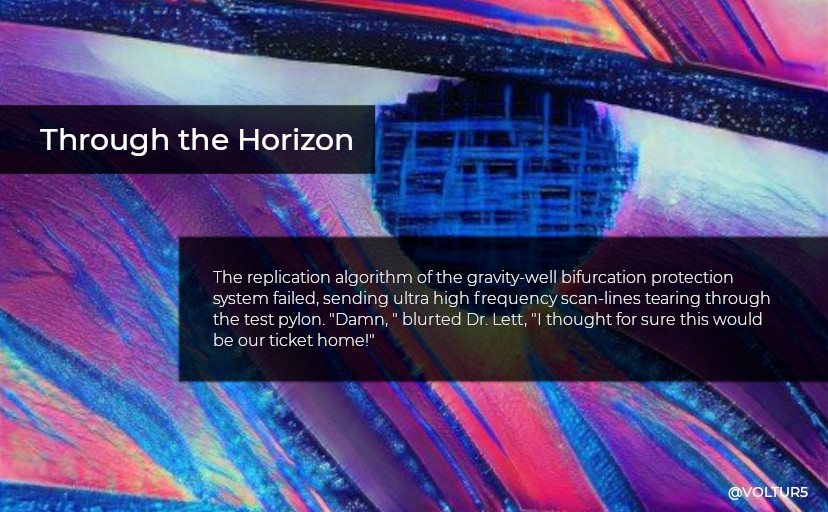 Through the Horizon
The replication algorithm of the gravity-well bifurcation protection
system failed, sending ultra high frequency scan-lines tearing through
the test pylon. "Damn, " blurted Dr. Lett, "I thought for sure this would
be our ticket home!"
@VOLTUR5